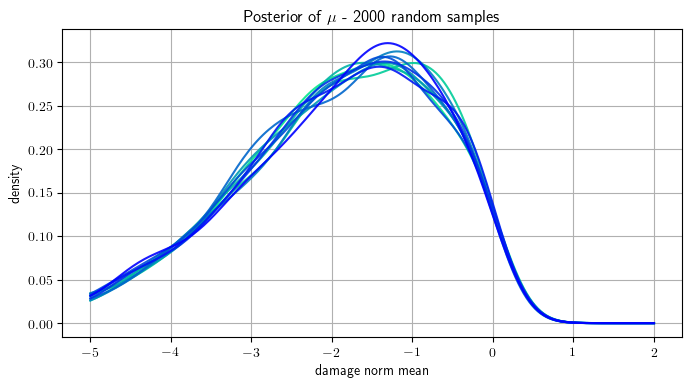 Posterior of μ - 2000 random samples
density
0.30
0.25
0.20
0.15
0.10
0.05
0.00
−5 −4 −3 −2 −1 0 1 2
damage norm mean